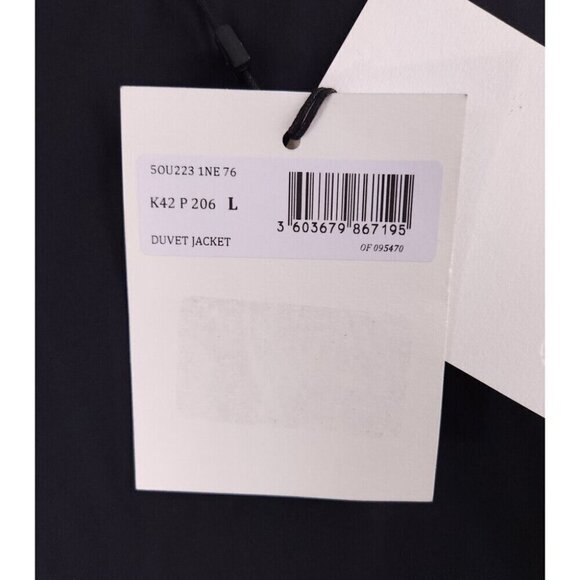 5OU223 1NE 76
K42 P 206 L
DUVET JACKET
3 603679 867195
OF 095470